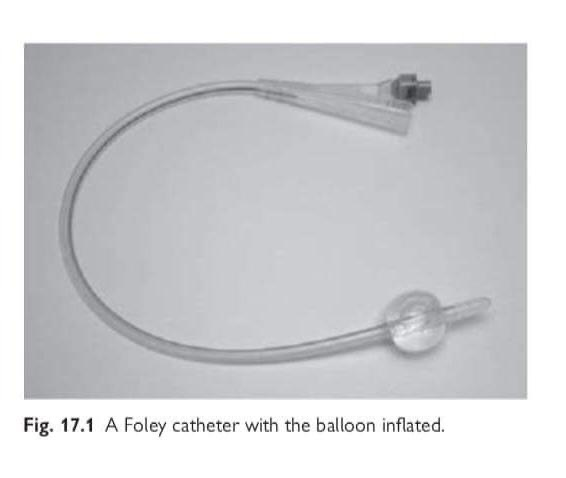 Fig. 17.1 A Foley catheter with the balloon inflated.